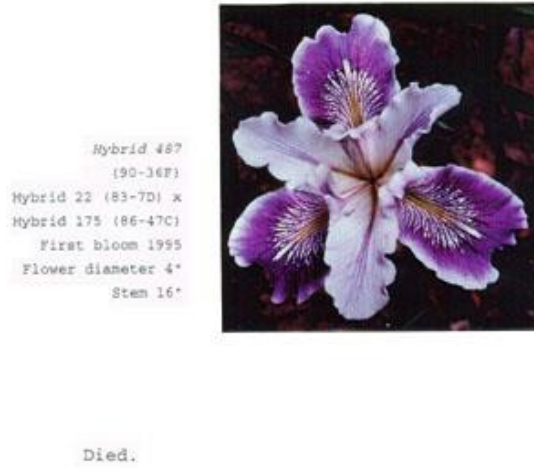 Hybrid 487
(90-36F)
Hybrid 22 (83-7D) x
Hybrid 175 (86-47C)
First bloom 1995
Flower diameter 4"
Stem 16"
Died.